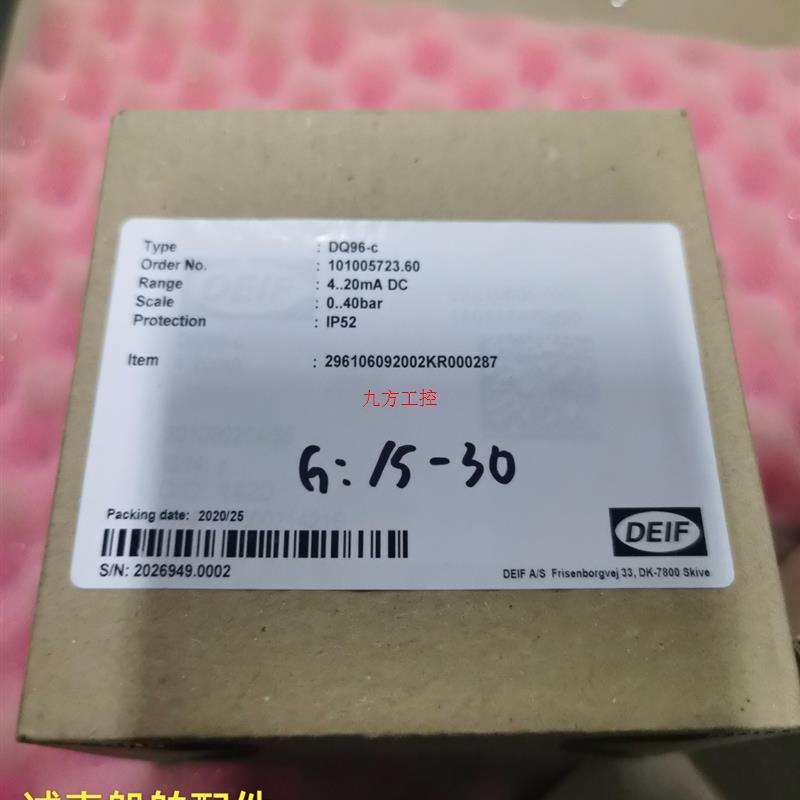 Type : DQ96-c
Order No. : 101005723.60
Range : 4..20mA DC
Scale : 0..40bar
Protection : IP52
Item : 296106092002KR000287
九方工控
G: 15-30
Packing date: 2020/25
DEIF
S/N: 2026949.0002
DEIF A/S Frisenborgvej 33, DK-7800 Skive